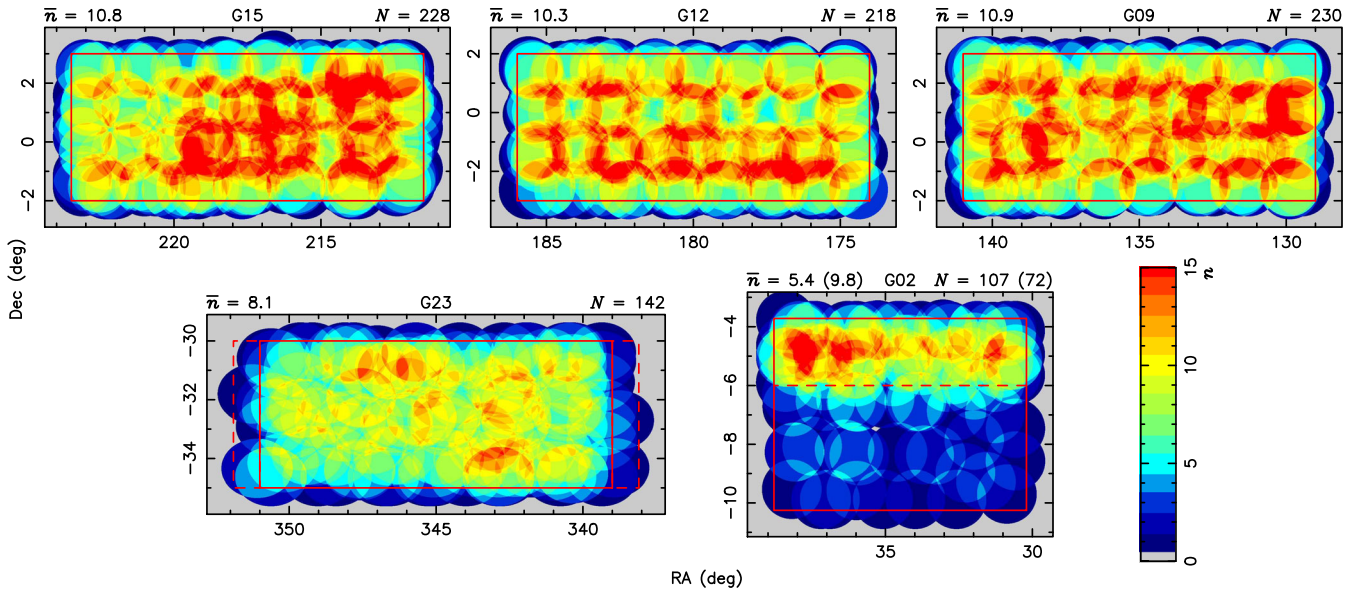 n = 10.8 G15 N = 228
n = 10.3 G12 N = 218
n = 10.9 G09 N = 230
2
0
−2
220 215
2
0
−2
185 180 175
2
0
−2
140 135 130
Dec (deg)
n = 8.1 G23 N = 142
−30
−32
−34
350 345 340
n = 5.4 (9.8) G02 N = 107 (72)
−4
−6
−8
−10
35 30
15
10
5
0
n
RA (deg)